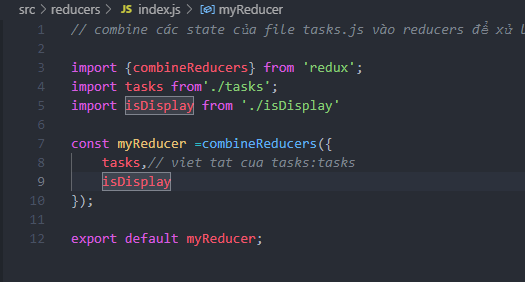 src > reducers > JS index.js > myReducer
1 // combine các state của file tasks.js vào reducers để xử l
2
3 import {combineReducers} from 'redux';
4 import tasks from'./tasks';
5 import isDisplay from './isDisplay'
6
7 const myReducer =combineReducers({
8 tasks,// viet tat cua tasks:tasks
9 isDisplay
10 });
11
12 export default myReducer;